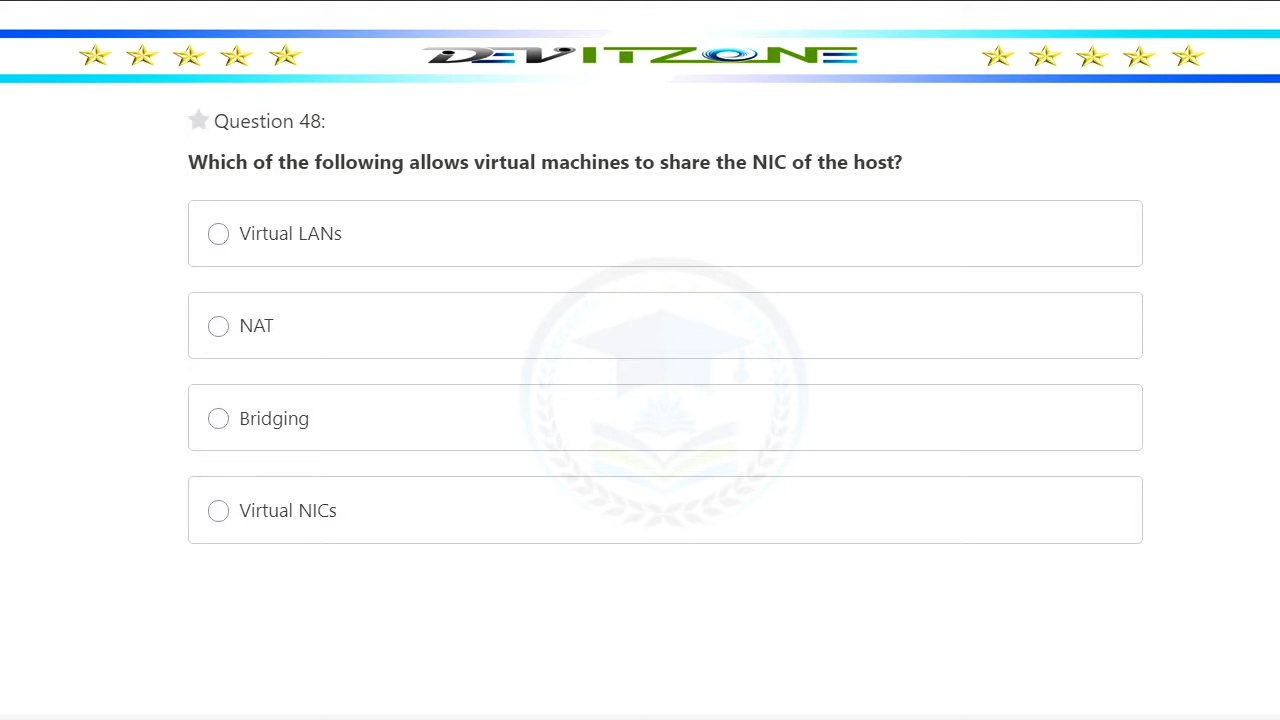 DEVITZONE
Question 48:
Which of the following allows virtual machines to share the NIC of the host?
Virtual LANs
NAT
Bridging
Virtual NICs